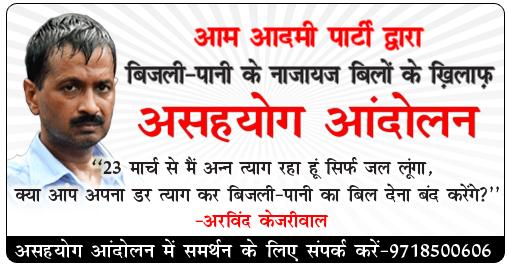 आम आदमी पार्टी द्वारा
बिजली-पानी के नाजायज बिलों के ख़िलाफ़
असहयोग आंदोलन
‘‘23 मार्च से मैं अन्न त्याग रहा हूं सिर्फ जल लूंगा,
क्या आप अपना डर त्याग कर बिजली-पानी का बिल देना बंद करेंगे?’’
-अरविंद केजरीवाल
असहयोग आंदोलन में समर्थन के लिए संपर्क करें-9718500606